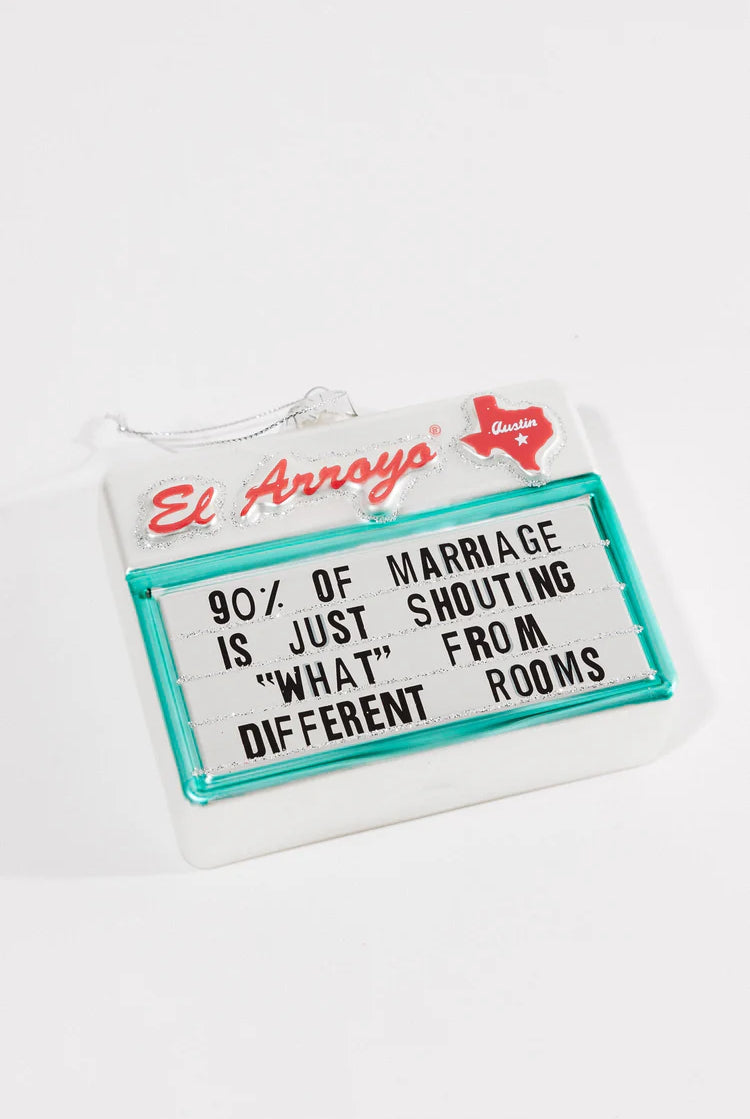 El Arroyo®
Austin
90% OF MARRIAGE
IS JUST SHOUTING
“WHAT” FROM
DIFFERENT ROOMS